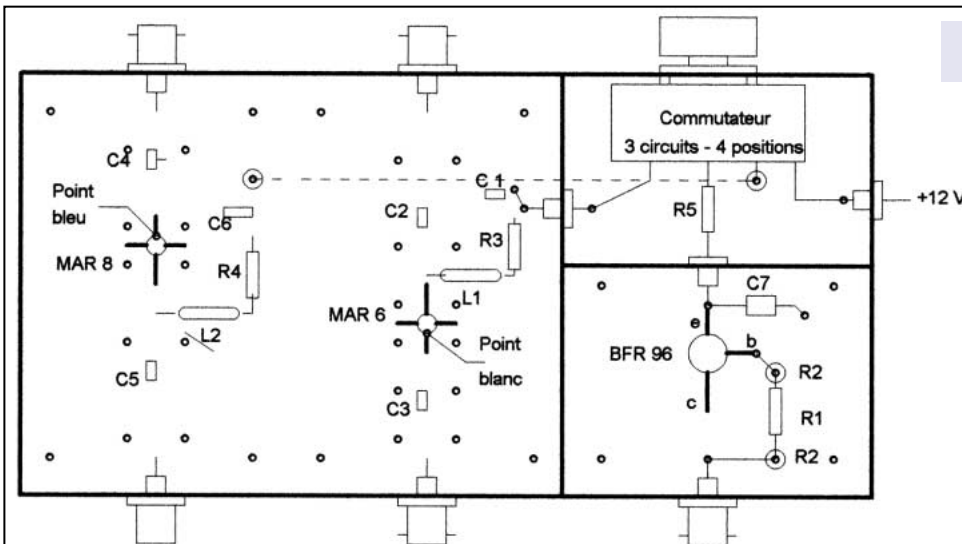 Commutateur
3 circuits - 4 positions
+12 V
C4
Point
bleu
C 1
C2
C6
R3
R5
MAR 8
R4
L1
C7
e
b
BFR 96
MAR 6
L2
Point
blanc
R2
C5
C3
c
R1
R2